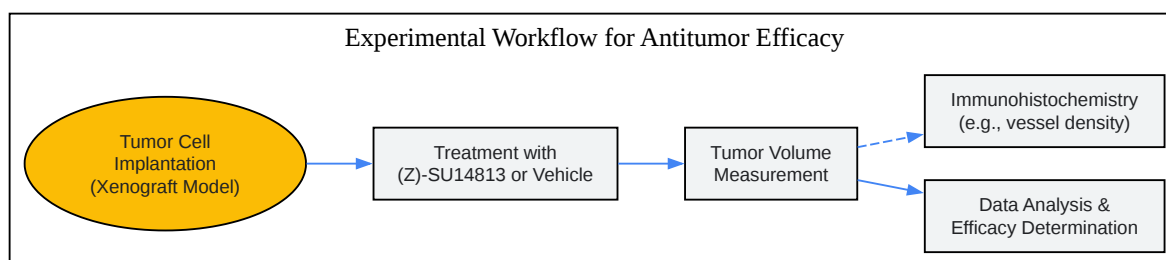 Experimental Workflow for Antitumor Efficacy
Tumor Cell
Implantation
(Xenograft Model)
Treatment with
(Z)-SU14813 or Vehicle
Tumor Volume
Measurement
Immunohistochemistry
(e.g., vessel density)
Data Analysis &
Efficacy Determination